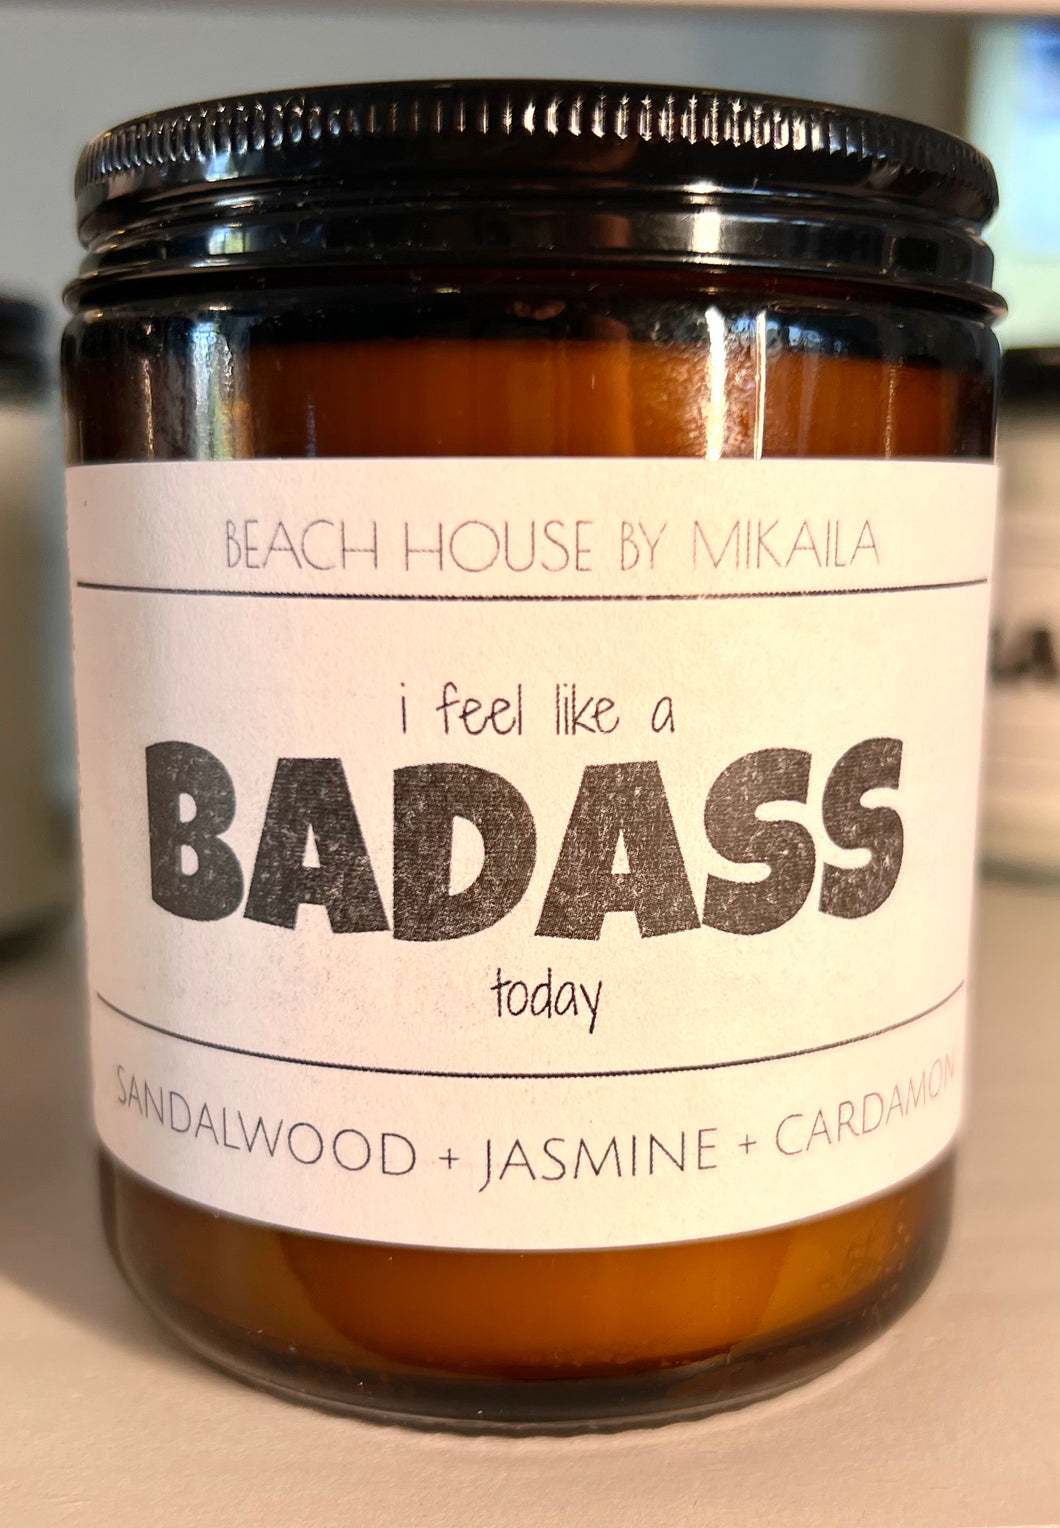 BEACH HOUSE BY MIKAILA
i feel like a
BADASS
today
SANDALWOOD + JASMINE + CARDAMON